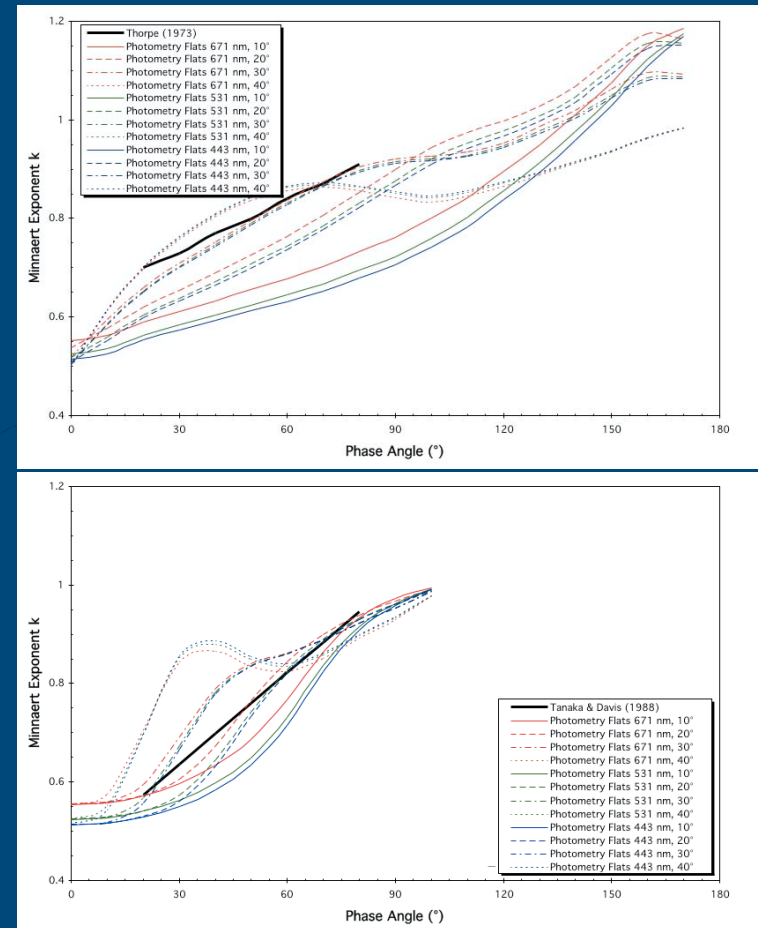 1.2
1
0.8
0.6
0.4
Minnaert Exponent k
Thorpe (1973)
Photometry Flats 671 nm, 10°
Photometry Flats 671 nm, 20°
Photometry Flats 671 nm, 30°
Photometry Flats 671 nm, 40°
Photometry Flats 531 nm, 10°
Photometry Flats 531 nm, 20°
Photometry Flats 531 nm, 30°
Photometry Flats 531 nm, 40°
Photometry Flats 443 nm, 10°
Photometry Flats 443 nm, 20°
Photometry Flats 443 nm, 30°
Photometry Flats 443 nm, 40°
0 30 60 90 120 150 180
Phase Angle (°)
1.2
1
0.8
0.6
0.4
Minnaert Exponent k
Tanaka & Davis (1988)
Photometry Flats 671 nm, 10°
Photometry Flats 671 nm, 20°
Photometry Flats 671 nm, 30°
Photometry Flats 671 nm, 40°
Photometry Flats 531 nm, 10°
Photometry Flats 531 nm, 20°
Photometry Flats 531 nm, 30°
Photometry Flats 531 nm, 40°
Photometry Flats 443 nm, 10°
Photometry Flats 443 nm, 20°
Photometry Flats 443 nm, 30°
Photometry Flats 443 nm, 40°
0 30 60 90 120 150 180
Phase Angle (°)